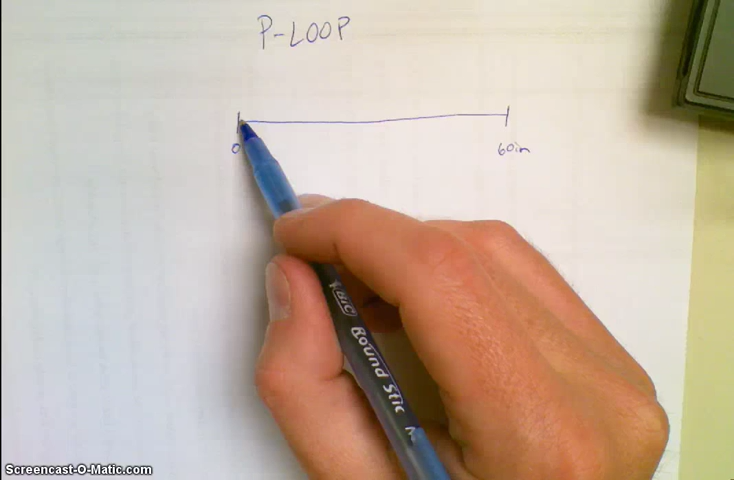 P-LOOP
0
60in
BIC Round Stic
Screencast-O-Matic.com